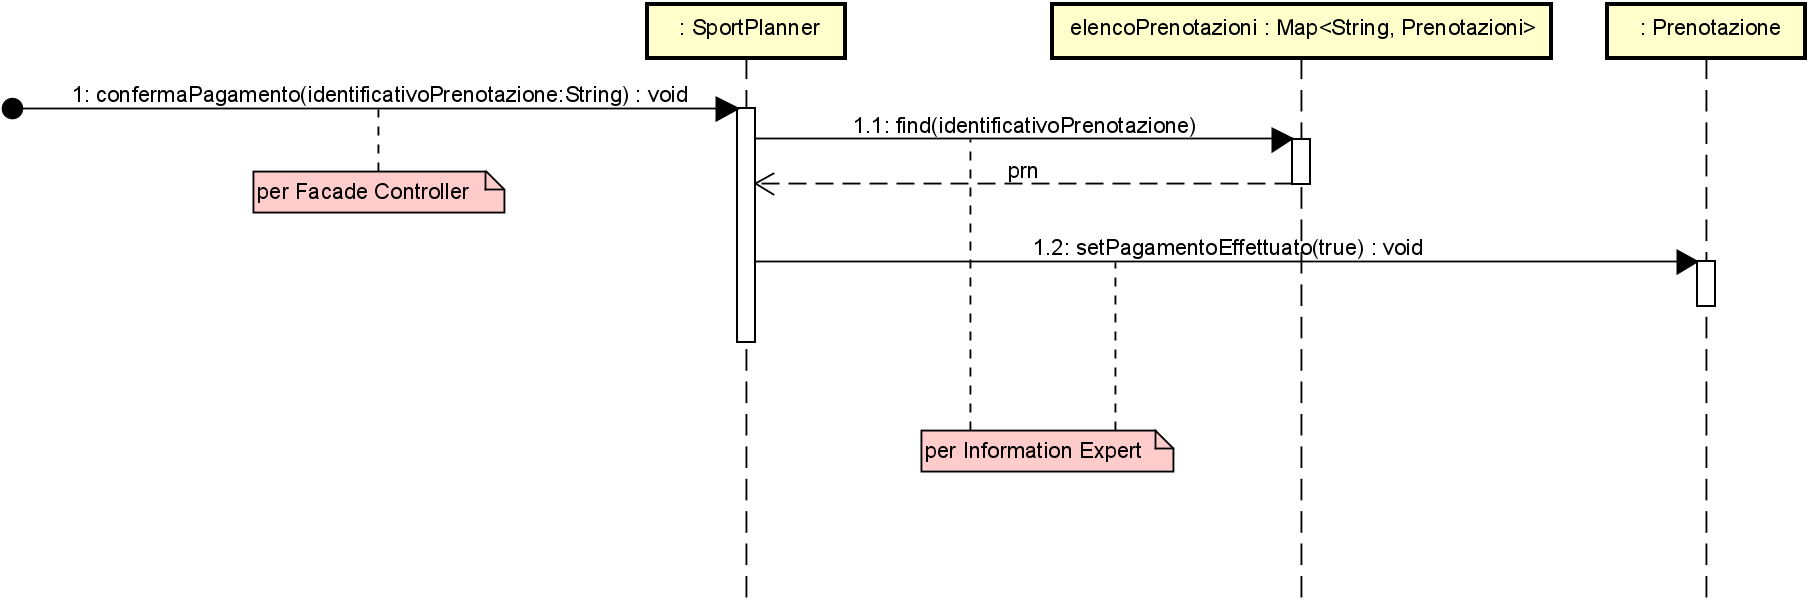 : SportPlanner
elencoPrenotazioni : Map<String, Prenotazioni>
: Prenotazione
1: confermaPagamento(identificativoPrenotazione:String) : void
1.1: find(identificativoPrenotazione)
prn
per Facade Controller
1.2: setPagamentoEffettuato(true) : void
per Information Expert